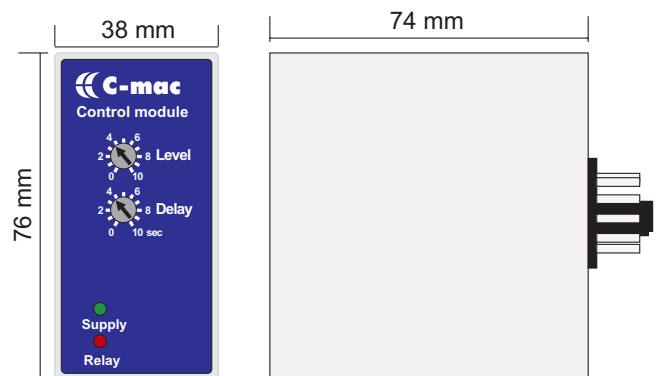 38 mm
74 mm
76 mm
C-mac
Control module
4 6
2 8 Level
0 10
4 6
2 8 Delay
0 10 sec
Supply
Relay